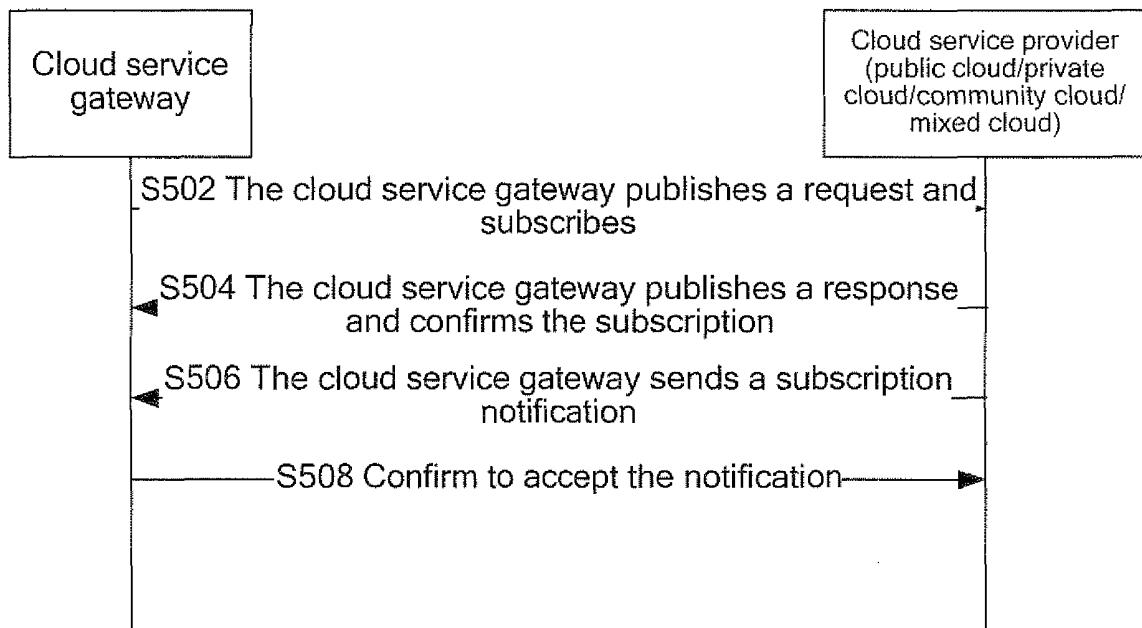 Cloud service
gateway
Cloud service provider
(public cloud/private
cloud/community cloud/
mixed cloud)
S502 The cloud service gateway publishes a request and
subscribes
S504 The cloud service gateway publishes a response
and confirms the subscription
S506 The cloud service gateway sends a subscription
notification
S508 Confirm to accept the notification